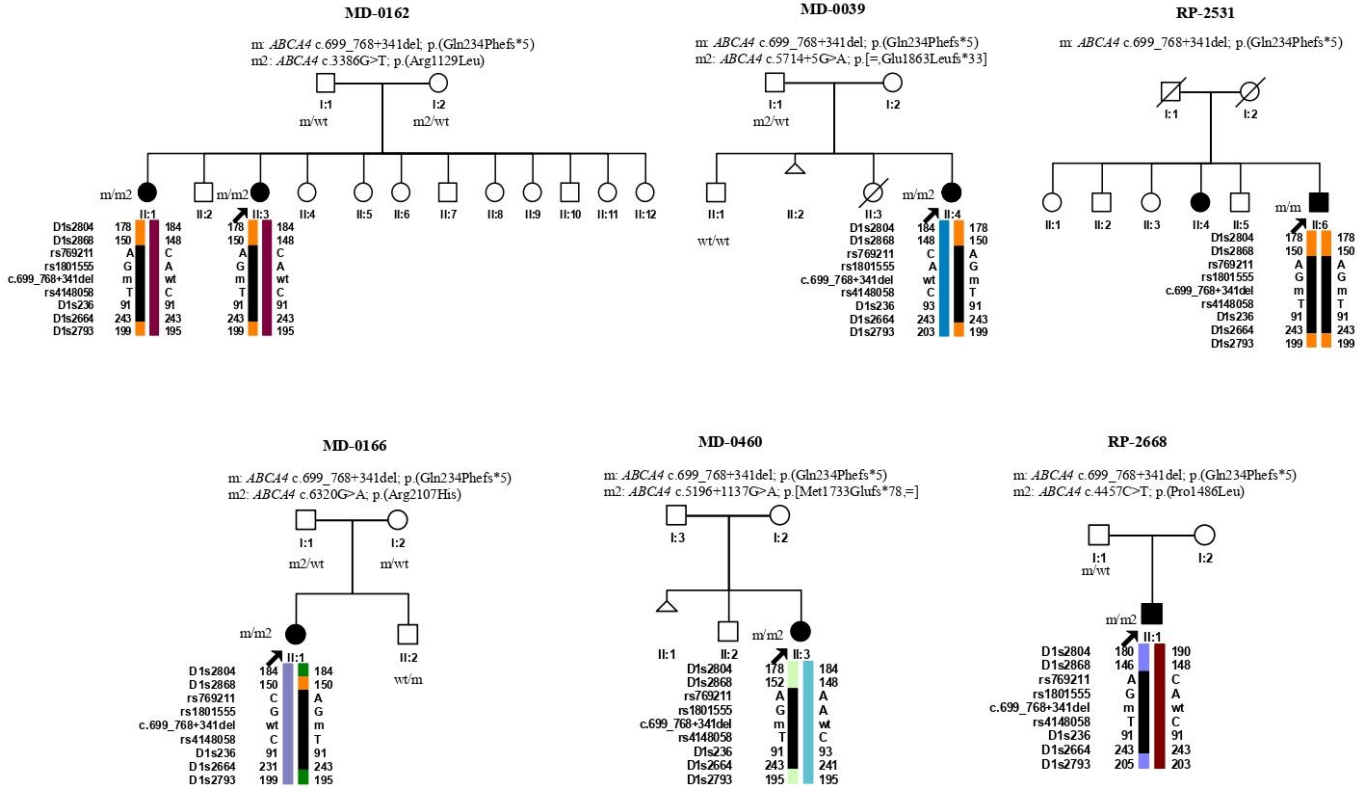 MD-0162
m: ABCA4 c.699_768+341del; p.(Gln234Phefs*5)
m2: ABCA4 c.3386G>T; p.(Arg1129Leu)
I:1 I:2
m/wt m2/wt
m/m2 m/m2
II:1 II:2 II:3 II:4 II:5 II:6 II:7 II:8 II:9 II:10 II:11 II:12
D1s2804 178 184 178 184
D1s2868 150 148 150 148
rs769211 A C A C
rs1801555 G A G A
c.699_768+341del m wt m wt
rs4148058 T C T C
D1s236 91 91 91 91
D1s2664 243 243 243 243
D1s2793 199 195 199 195
MD-0039
m: ABCA4 c.699_768+341del; p.(Gln234Phefs*5)
m2: ABCA4 c.5714+5G>A; p.[=,Glu1863Leufs*33]
I:1 I:2
m2/wt
m/m2
II:1 II:2 II:3 II:4
wt/wt
D1s2804 184 178
D1s2868 148 150
rs769211 C A
rs1801555 A G
c.699_768+341del wt m
rs4148058 C T
D1s236 93 91
D1s2664 243 243
D1s2793 203 199
RP-2531
m: ABCA4 c.699_768+341del; p.(Gln234Phefs*5)
I:1 I:2
m/m
II:1 II:2 II:3 II:4 II:5 II:6
D1s2804 178 178
D1s2868 150 150
rs769211 A A
rs1801555 G G
c.699_768+341del m m
rs4148058 T T
D1s236 91 91
D1s2664 243 243
D1s2793 199 199
MD-0166
m: ABCA4 c.699_768+341del; p.(Gln234Phefs*5)
m2: ABCA4 c.6320G>A; p.(Arg2107His)
I:1 I:2
m2/wt m/wt
m/m2
II:1 II:2
wt/m
D1s2804 184 184
D1s2868 150 150
rs769211 C A
rs1801555 G G
c.699_768+341del wt m
rs4148058 C T
D1s236 91 91
D1s2664 231 243
D1s2793 199 195
MD-0460
m: ABCA4 c.699_768+341del; p.(Gln234Phefs*5)
m2: ABCA4 c.5196+1137G>A; p.[Met1733Glufs*78,=]
I:3 I:2
m/m2
II:1 II:2 II:3
D1s2804 178 184
D1s2868 152 148
rs769211 A A
rs1801555 G A
c.699_768+341del m wt
rs4148058 T C
D1s236 91 93
D1s2664 243 241
D1s2793 195 195
RP-2668
m: ABCA4 c.699_768+341del; p.(Gln234Phefs*5)
m2: ABCA4 c.4457C>T; p.(Pro1486Leu)
I:1 I:2
m/wt
m/m2
II:1
D1s2804 180 190
D1s2868 146 148
rs769211 A C
rs1801555 G A
c.699_768+341del m wt
rs4148058 T C
D1s236 91 91
D1s2664 243 243
D1s2793 205 203